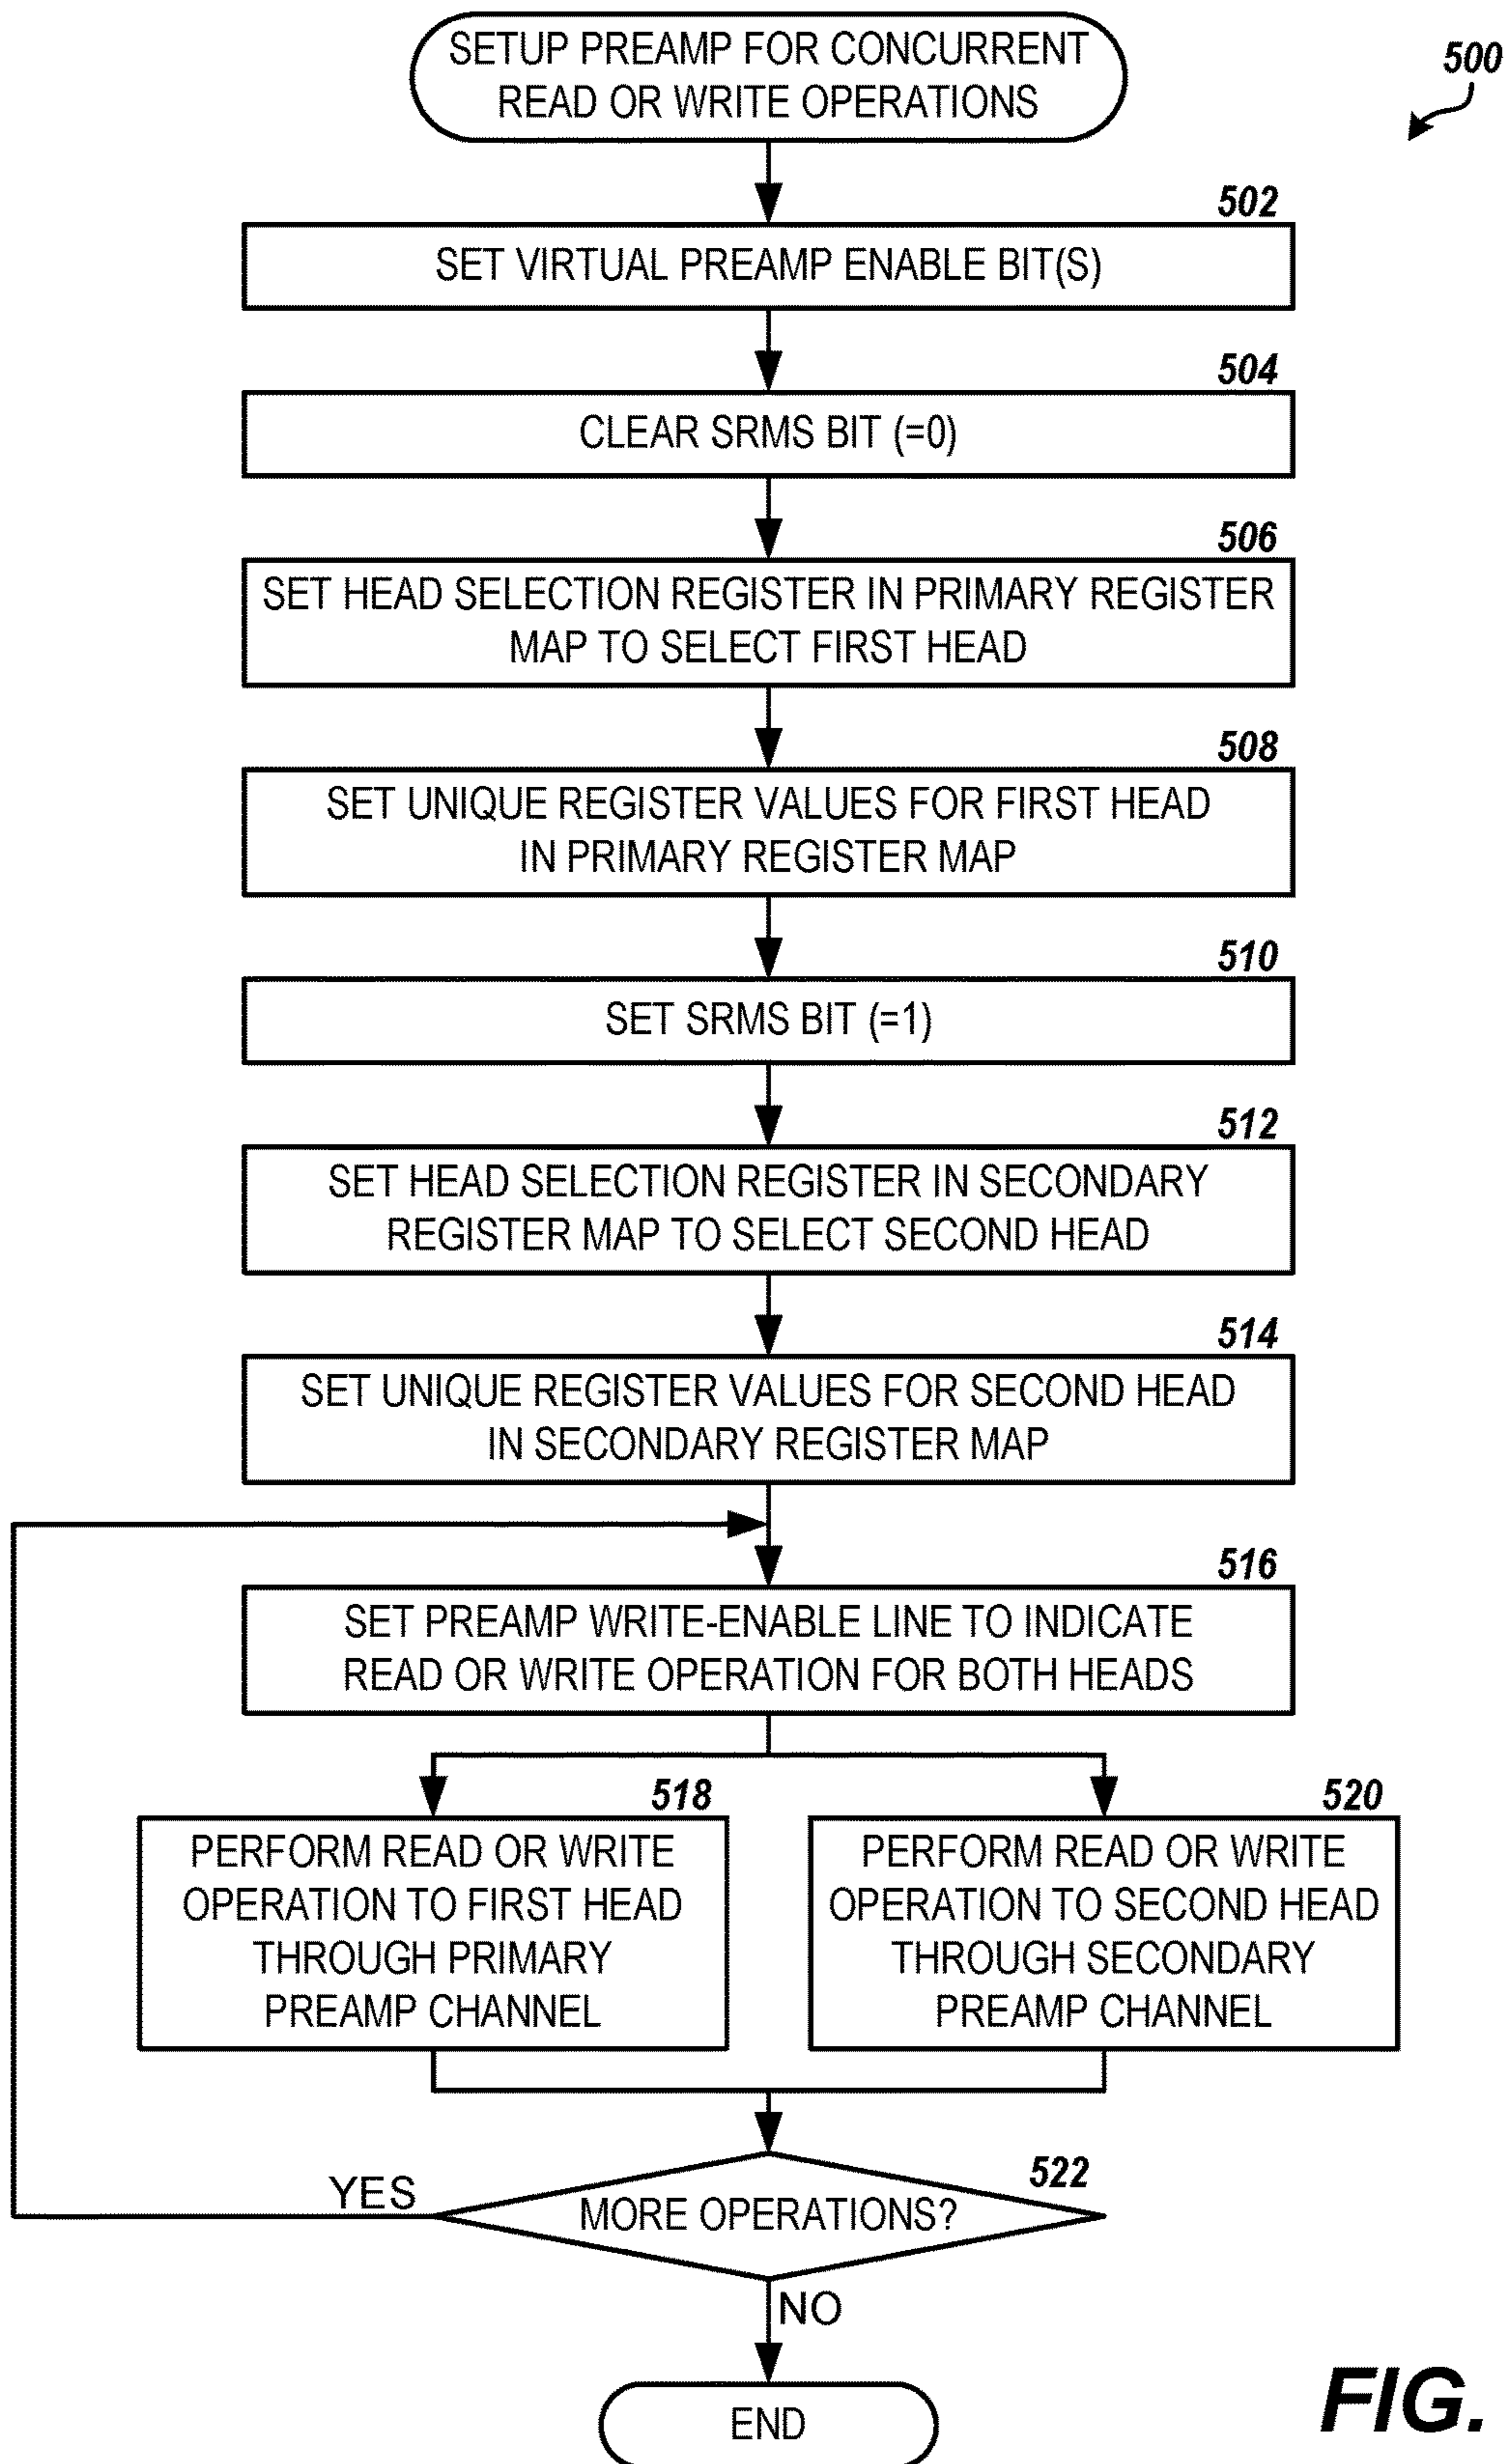 SETUP PREAMP FOR CONCURRENT
READ OR WRITE OPERATIONS
500
502
SET VIRTUAL PREAMP ENABLE BIT(S)
504
CLEAR SRMS BIT (=0)
506
SET HEAD SELECTION REGISTER IN PRIMARY REGISTER
MAP TO SELECT FIRST HEAD
508
SET UNIQUE REGISTER VALUES FOR FIRST HEAD
IN PRIMARY REGISTER MAP
510
SET SRMS BIT (=1)
512
SET HEAD SELECTION REGISTER IN SECONDARY
REGISTER MAP TO SELECT SECOND HEAD
514
SET UNIQUE REGISTER VALUES FOR SECOND HEAD
IN SECONDARY REGISTER MAP
516
SET PREAMP WRITE-ENABLE LINE TO INDICATE
READ OR WRITE OPERATION FOR BOTH HEADS
518
PERFORM READ OR WRITE
OPERATION TO FIRST HEAD
THROUGH PRIMARY
PREAMP CHANNEL
520
PERFORM READ OR WRITE
OPERATION TO SECOND HEAD
THROUGH SECONDARY
PREAMP CHANNEL
522
MORE OPERATIONS?
YES
NO
END
FIG.